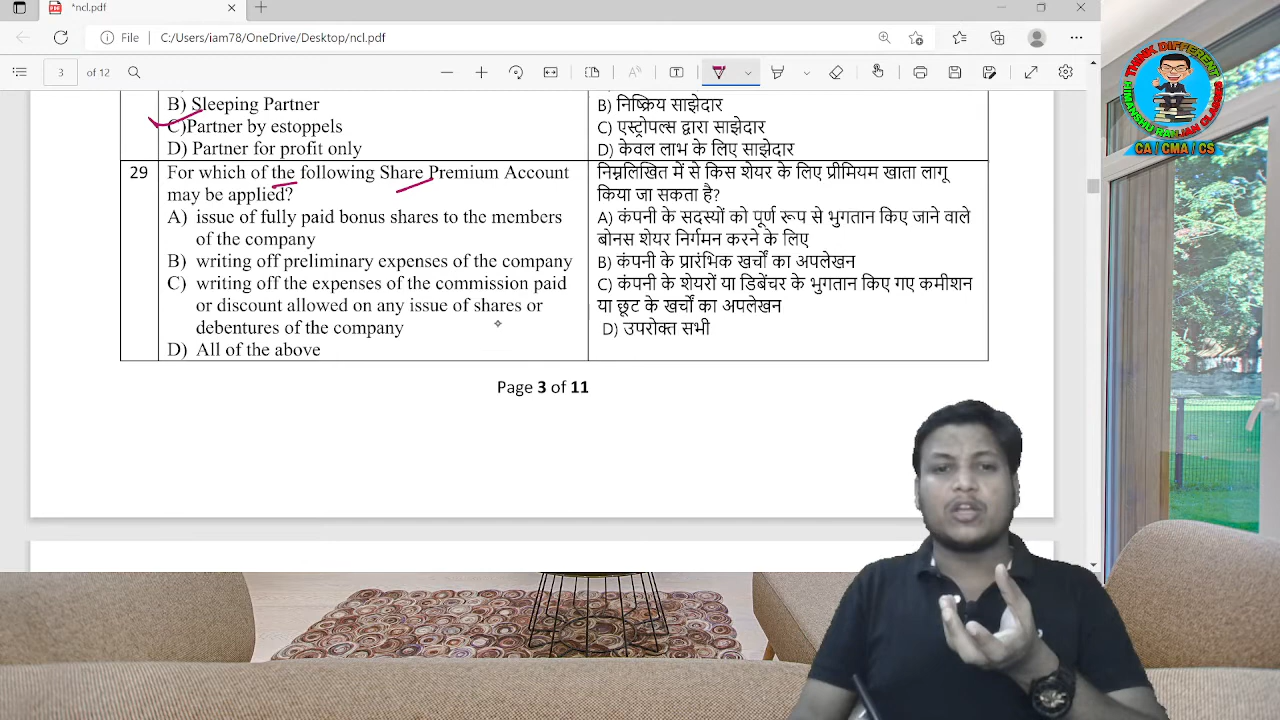 *ncl.pdf
File
C:/Users/iam78/OneDrive/Desktop/ncl.pdf
3 of 12
B) Sleeping Partner
C)Partner by estoppels
D) Partner for profit only
B) निष्क्रिय साझेदार
C) एस्ट्रोपल्स द्वारा साझेदार
D) केवल लाभ के लिए साझेदार
29
For which of the following Share Premium Account
may be applied?
A) issue of fully paid bonus shares to the members
of the company
B) writing off preliminary expenses of the company
C) writing off the expenses of the commission paid
or discount allowed on any issue of shares or
debentures of the company
D) All of the above
निम्नलिखित में से किस शेयर के लिए प्रीमियम खाता लागू
किया जा सकता है?
A) कंपनी के सदस्यों को पूर्ण रूप से भुगतान किए जाने वाले
बोनस शेयर निर्गमन करने के लिए
B) कंपनी के प्रारंभिक खर्चों का अपलेखन
C) कंपनी के शेयरों या डिबेंचर के भुगतान किए गए कमीशन
या छूट के खर्चों का अपलेखन
D) उपरोक्त सभी
Page 3 of 11
THINK DIFFERENT
HIMANSHU RANJAN CLASSES
CA / CMA / CS